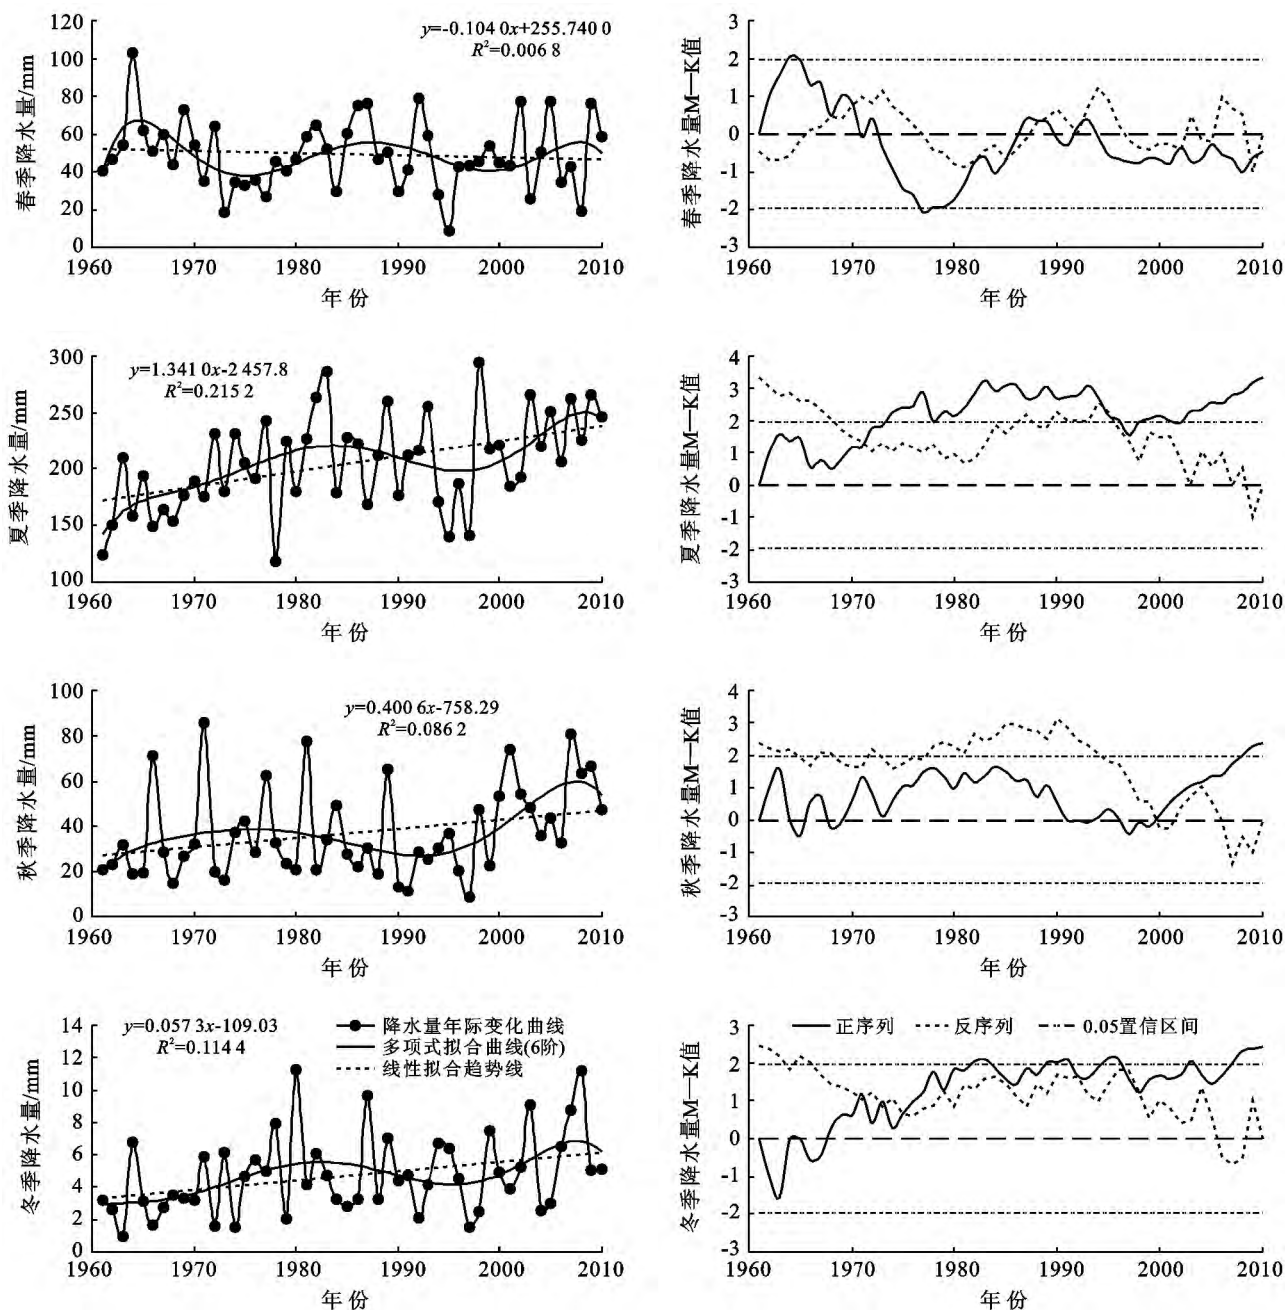 120
100
80
60
40
20
0
春季降水量/mm
y=-0.104 0x+255.740 0
R²=0.006 8
1960 1970 1980 1990 2000 2010
年份
3
2
1
0
-1
-2
-3
春季降水量M—K值
1960 1970 1980 1990 2000 2010
年份
300
250
200
150
100
夏季降水量/mm
y=1.341 0x-2 457.8
R²=0.215 2
1960 1970 1980 1990 2000 2010
年份
4
3
2
1
0
-1
-2
-3
夏季降水量M—K值
1960 1970 1980 1990 2000 2010
年份
100
80
60
40
20
0
秋季降水量/mm
y=0.400 6x-758.29
R²=0.086 2
1960 1970 1980 1990 2000 2010
年份
4
3
2
1
0
-1
-2
-3
秋季降水量M—K值
1960 1970 1980 1990 2000 2010
年份
14
12
10
8
6
4
2
0
冬季降水量/mm
y=0.057 3x-109.03
R²=0.114 4
降水量年际变化曲线
多项式拟合曲线(6阶)
线性拟合趋势线
1960 1970 1980 1990 2000 2010
年份
3
2
1
0
-1
-2
-3
冬季降水量M—K值
正序列 反序列 0.05置信区间
1960 1970 1980 1990 2000 2010
年份